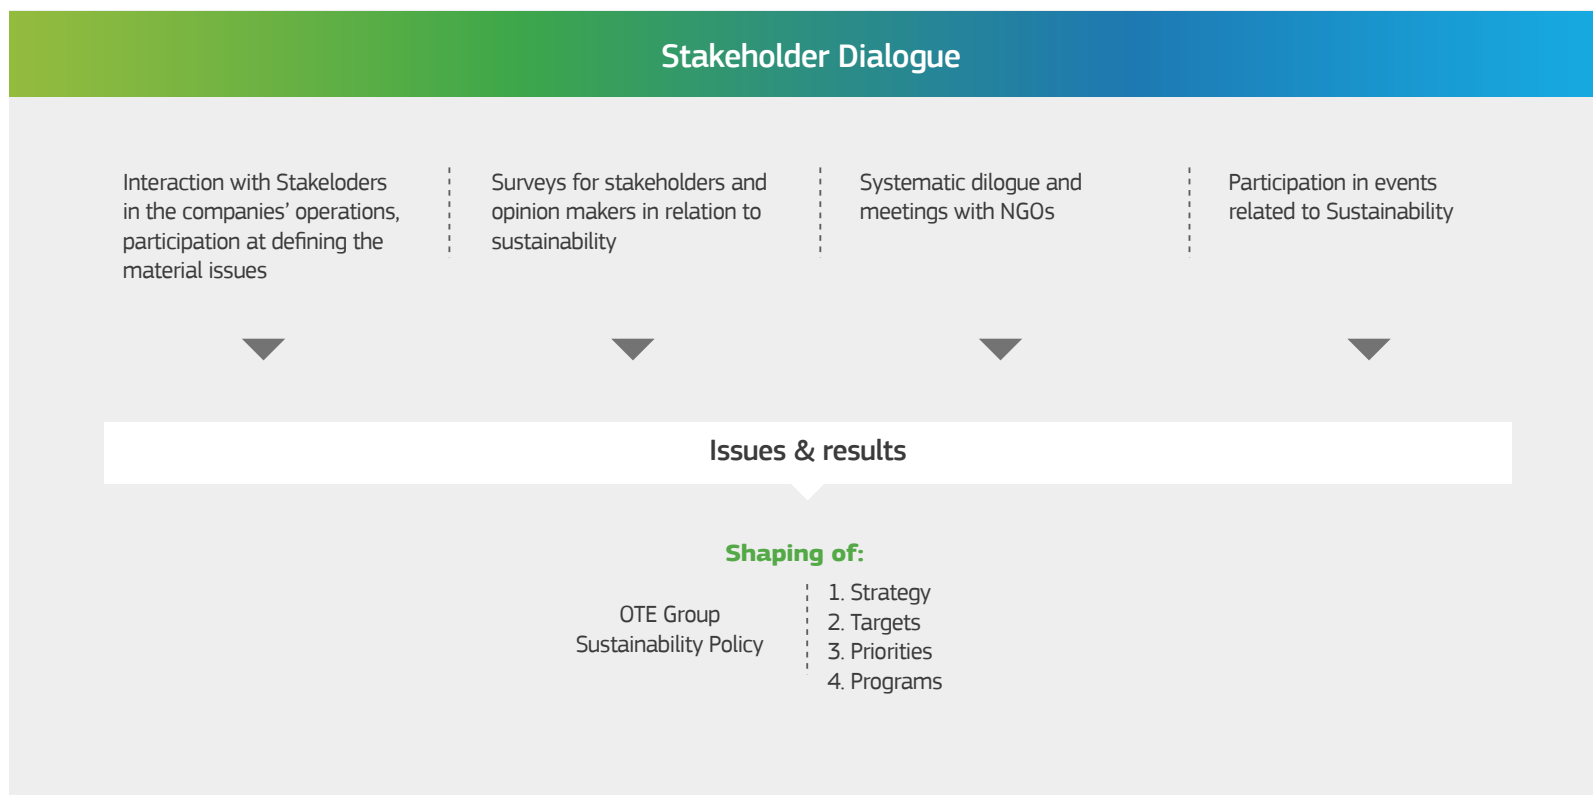 Stakeholder Dialogue
Interaction with Stakeloders
in the companies’ operations,
participation at defining the
material issues
Surveys for stakeholders and
opinion makers in relation to
sustainability
Systematic dilogue and
meetings with NGOs
Participation in events
related to Sustainability
Issues & results
Shaping of:
OTE Group
Sustainability Policy
1. Strategy
2. Targets
3. Priorities
4. Programs